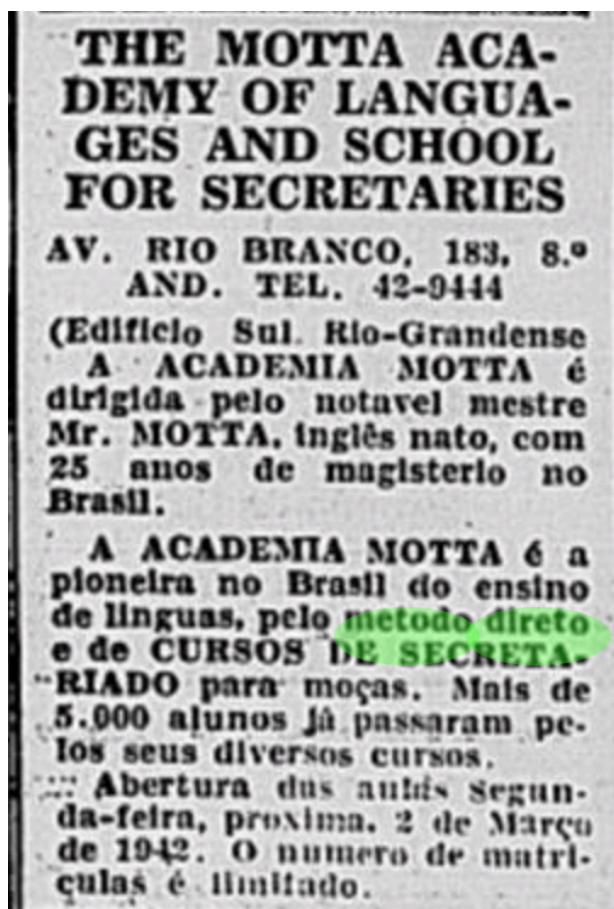 THE MOTTA ACA-
DEMY OF LANGUA-
GES AND SCHOOL
FOR SECRETARIES
AV. RIO BRANCO, 183, 8.º
AND. TEL. 42-9444
(Edificio Sul Rio-Grandense
A ACADEMIA MOTTA é
dirigida pelo notavel mestre
Mr. MOTTA, inglês nato, com
25 anos de magisterio no
Brasil.
A ACADEMIA MOTTA é a
pioneira no Brasil do ensino
de linguas, pelo metodo direto
e de CURSOS DE SECRETA-
RIADO para moças. Mais de
5.000 alunos já passaram pe-
los seus diversos cursos.
Abertura das aulas segun-
da-feira, proxima, 2 de Março
de 1942. O numero de matri-
culas é limitado.